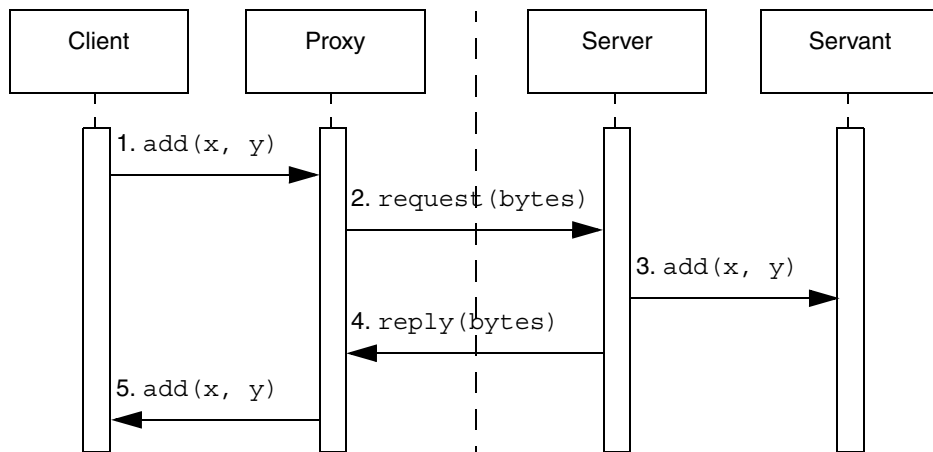 Client
Proxy
Server
Servant
1. add(x, y)
2. request(bytes)
3. add(x, y)
4. reply(bytes)
5. add(x, y)